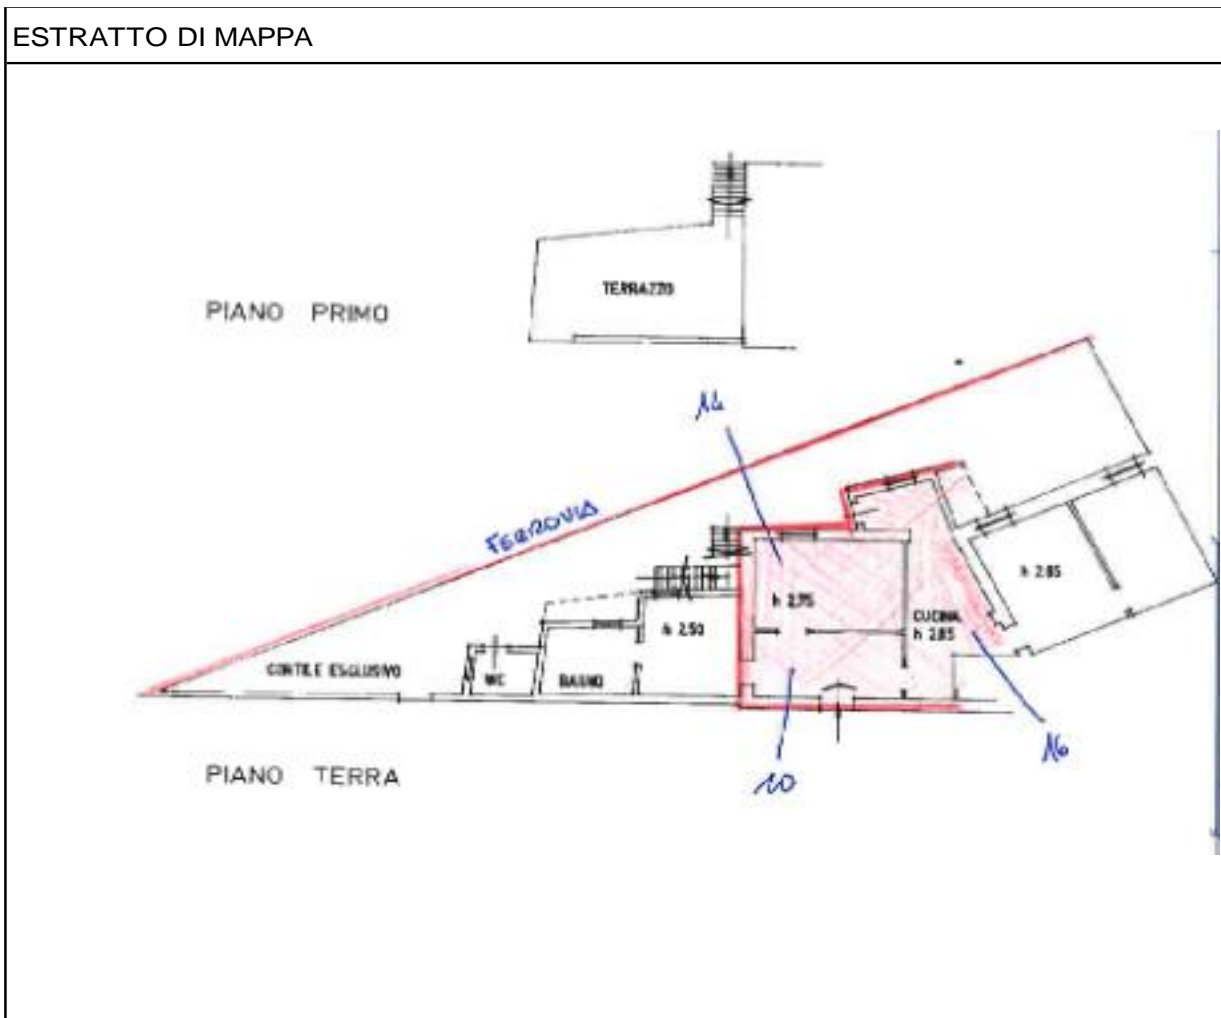 ESTRATTO DI MAPPA
TERRAZZO
PIANO PRIMO
14
FERROVIA
h 2.85
h 2,75
CUCINA
h 2.85
h 2.50
CORTILE ESCLUSIVO
WC
BAGNO
16
PIANO TERRA
10